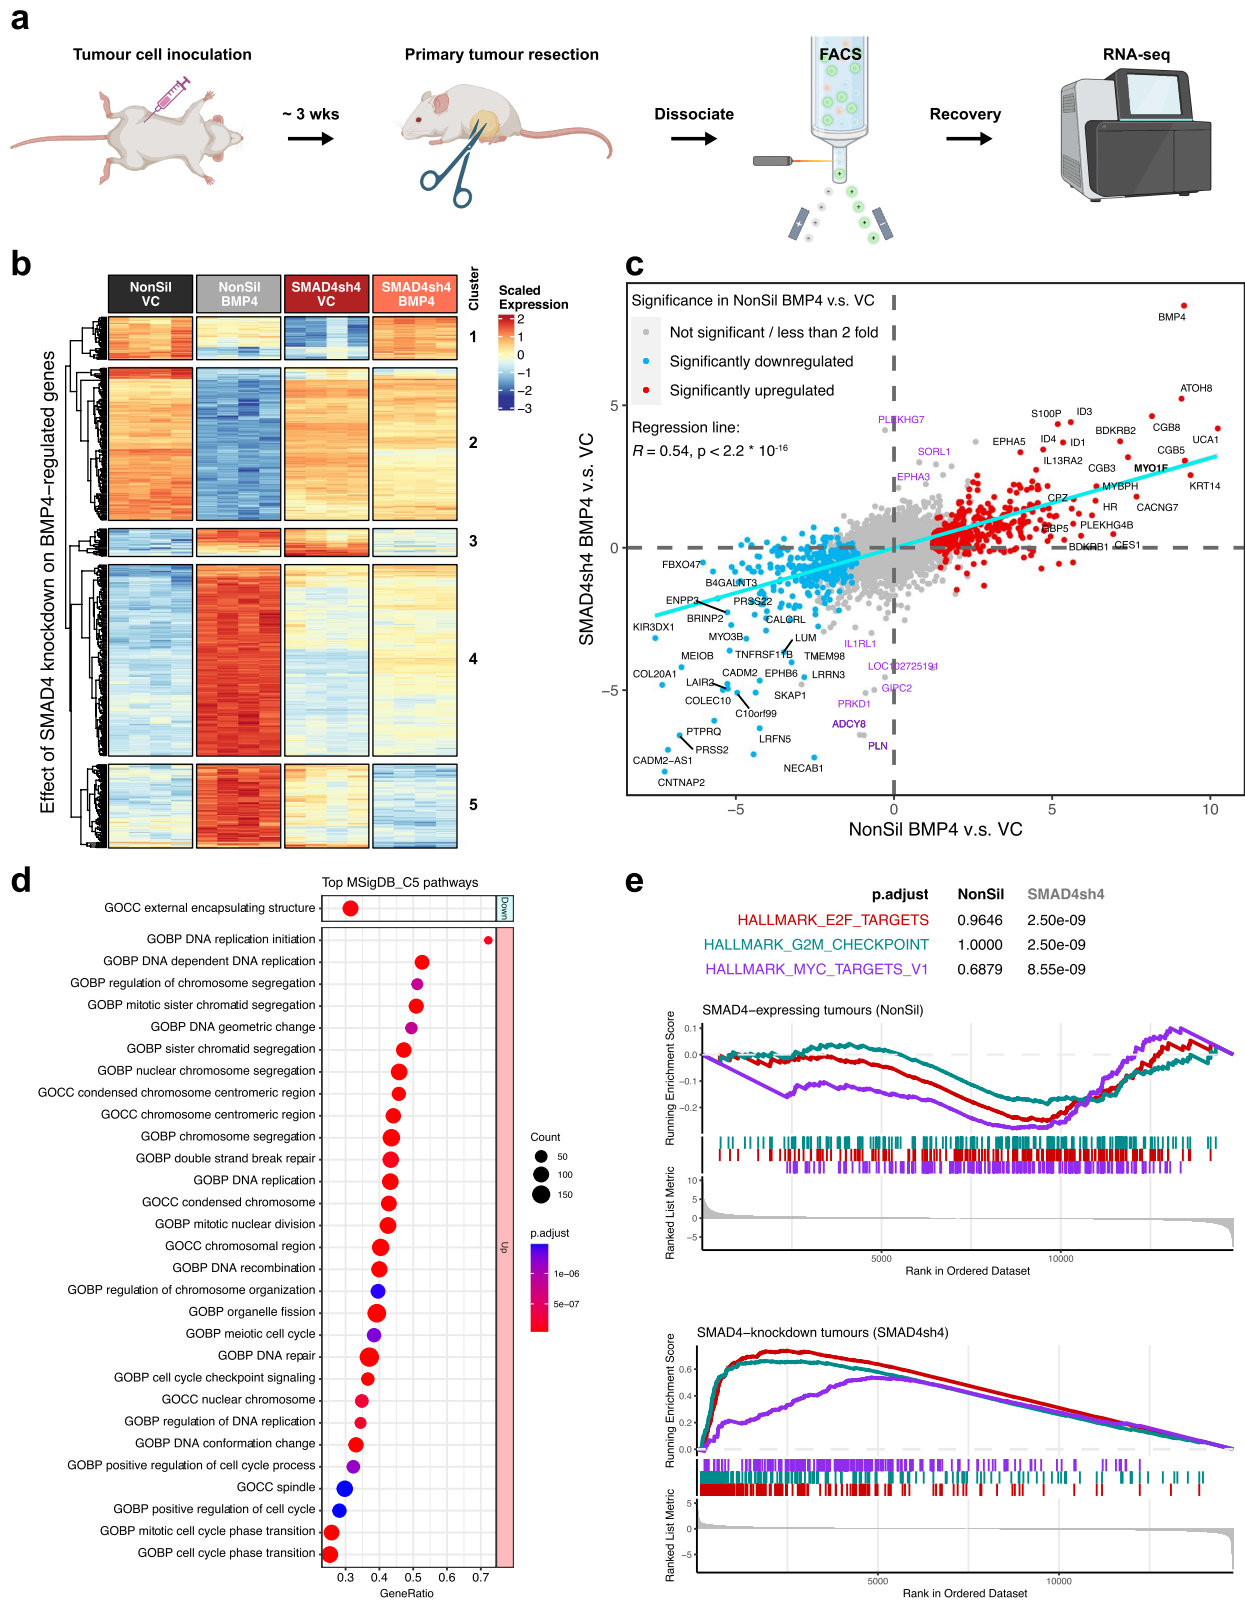 a
Tumour cell inoculation
~ 3 wks
Primary tumour resection
Dissociate
FACS
Recovery
RNA-seq
b
Effect of SMAD4 knockdown on BMP4-regulated genes
NonSil
VC
NonSil
BMP4
SMAD4sh4
VC
SMAD4sh4
BMP4
Cluster
1
2
3
4
5
Scaled
Expression
2
1
0
−1
−2
−3
c
Significance in NonSil BMP4 v.s. VC
Not significant / less than 2 fold
Significantly downregulated
Significantly upregulated
Regression line:
R = 0.54, p < 2.2 * 10-16
SMAD4sh4 BMP4 v.s. VC
5
0
−5
−5
0
5
10
NonSil BMP4 v.s. VC
BMP4
ATOH8
PLEKHG7
S100P
ID3
CGB8
BDKRB2
UCA1
EPHA5
ID4
ID1
SORL1
CGB5
IL13RA2
CGB3
MYO1F
EPHA3
KRT14
MYBPH
CPZ
HR
CACNG7
GBP5
PLEKHG4B
BDKRB1
CES1
FBXO47
B4GALNT3
ENPP3
PRSS22
BRINP2
CALCRL
KIR3DX1
MYO3B
LUM
IL1RL1
MEIOB
TNFRSF11B
TMEM98
LOC102725191
COL20A1
CADM2
EPHB6
LRRN3
LAIR2
SKAP1
GIPC2
COLEC10
PRKD1
C10orf99
ADCY8
PTPRQ
LRFN5
PLN
PRSS2
CADM2−AS1
NECAB1
CNTNAP2
d
Top MSigDB_C5 pathways
GOCC external encapsulating structure
Down
GOBP DNA replication initiation
GOBP DNA dependent DNA replication
GOBP regulation of chromosome segregation
GOBP mitotic sister chromatid segregation
GOBP DNA geometric change
GOBP sister chromatid segregation
GOBP nuclear chromosome segregation
GOCC condensed chromosome centromeric region
GOCC chromosome centromeric region
GOBP chromosome segregation
GOBP double strand break repair
GOBP DNA replication
GOCC condensed chromosome
GOBP mitotic nuclear division
GOCC chromosomal region
GOBP DNA recombination
GOBP regulation of chromosome organization
GOBP organelle fission
GOBP meiotic cell cycle
GOBP DNA repair
GOBP cell cycle checkpoint signaling
GOCC nuclear chromosome
GOBP regulation of DNA replication
GOBP DNA conformation change
GOBP positive regulation of cell cycle process
GOCC spindle
GOBP positive regulation of cell cycle
GOBP mitotic cell cycle phase transition
GOBP cell cycle phase transition
Up
0.3
0.4
0.5
0.6
0.7
GeneRatio
Count
50
100
150
p.adjust
1e−06
5e−07
e
p.adjust NonSil SMAD4sh4
HALLMARK_E2F_TARGETS 0.9646 2.50e-09
HALLMARK_G2M_CHECKPOINT 1.0000 2.50e-09
HALLMARK_MYC_TARGETS_V1 0.6879 8.55e-09
SMAD4−expressing tumours (NonSil)
Running Enrichment Score
0.1
0.0
−0.1
−0.2
Ranked List Metric
10
5
0
−5
5000
10000
Rank in Ordered Dataset
SMAD4−knockdown tumours (SMAD4sh4)
Running Enrichment Score
0.6
0.4
0.2
0.0
Ranked List Metric
5
0
−5
5000
10000
Rank in Ordered Dataset